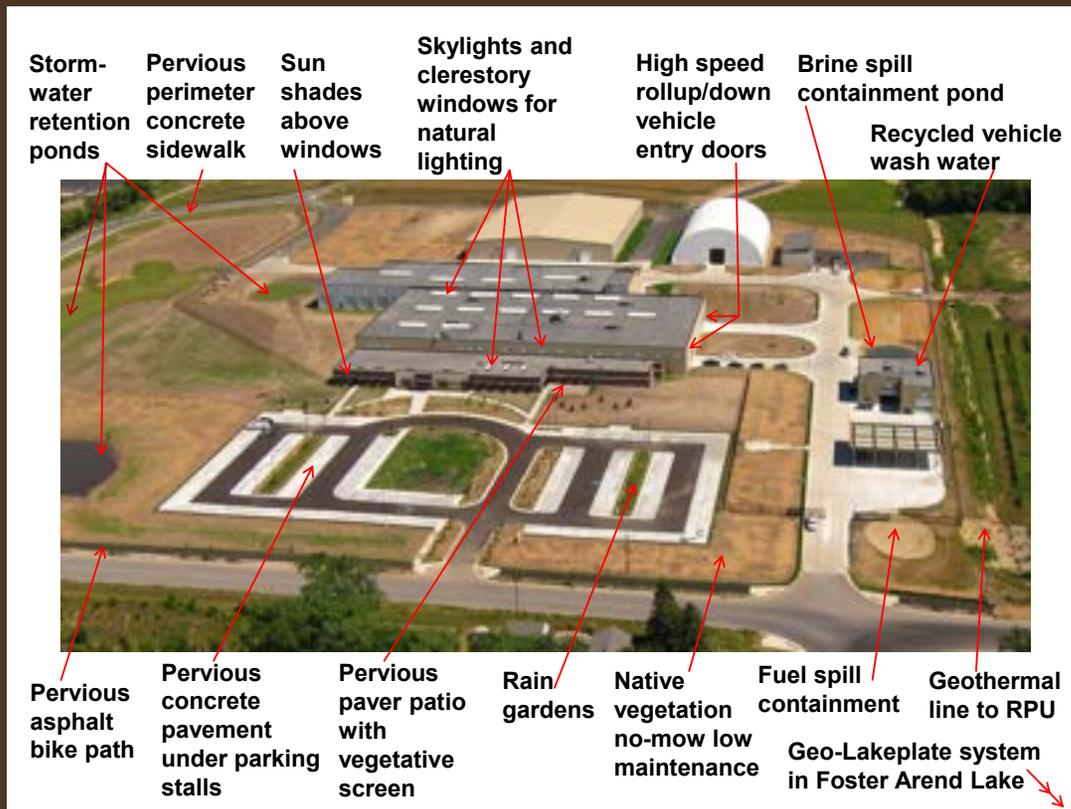 Storm-
water
retention
ponds
Pervious
perimeter
concrete
sidewalk
Sun
shades
above
windows
Skylights and
clerestory
windows for
natural
lighting
High speed
rollup/down
vehicle
entry doors
Brine spill
containment pond
Recycled vehicle
wash water
Pervious
asphalt
bike path
Pervious
concrete
pavement
under parking
stalls
Pervious
paver patio
with
vegetative
screen
Rain
gardens
Native
vegetation
no-mow low
maintenance
Fuel spill
containment
Geothermal
line to RPU
Geo-Lakeplate system
in Foster Arend Lake